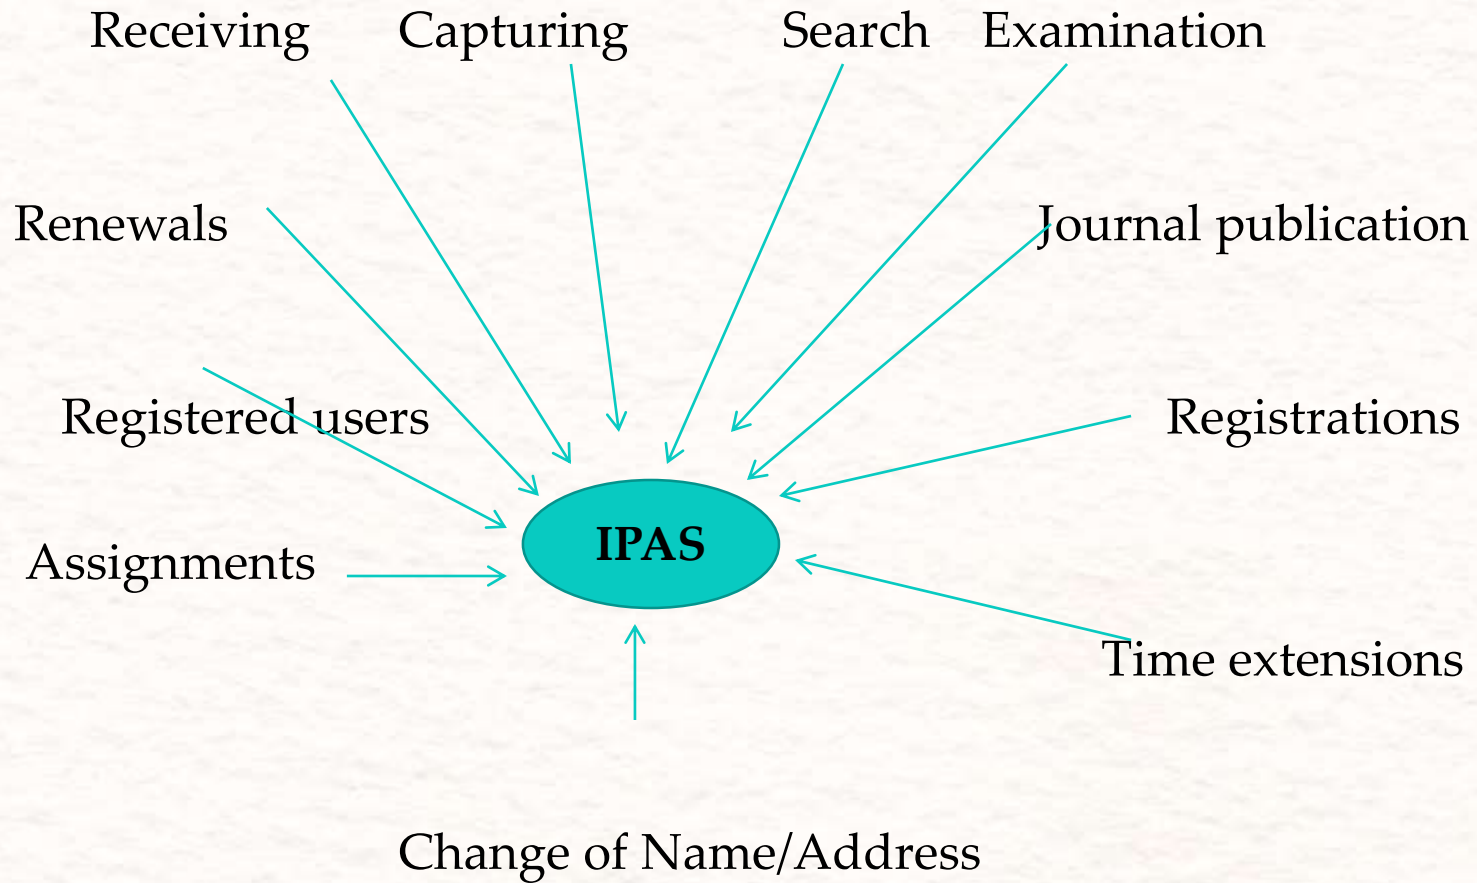 Receiving
Capturing
Search
Examination
Renewals
Journal publication
Registered users
Registrations
IPAS
Assignments
Time extensions
Change of Name/Address